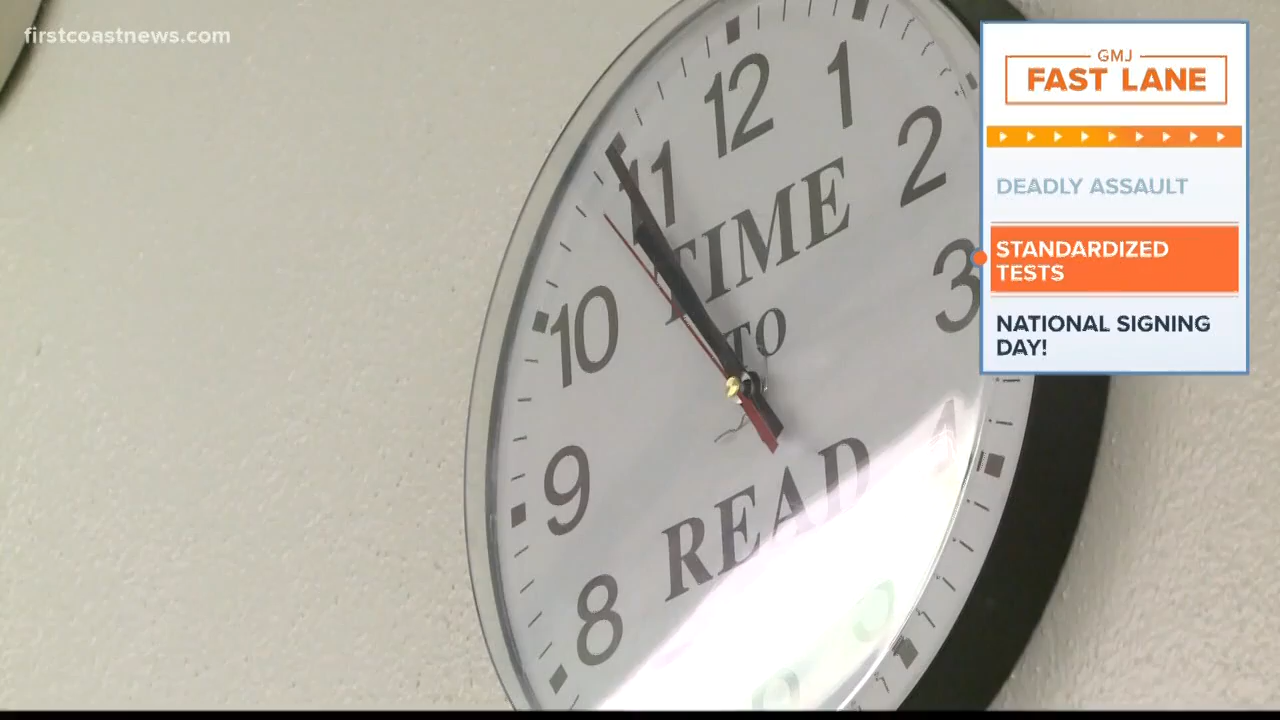 firstcoastnews.com
GMJ
FAST LANE
DEADLY ASSAULT
STANDARDIZED
TESTS
NATIONAL SIGNING
DAY!
12
1
11
2
TIME
3
10
TO
9
READ
8